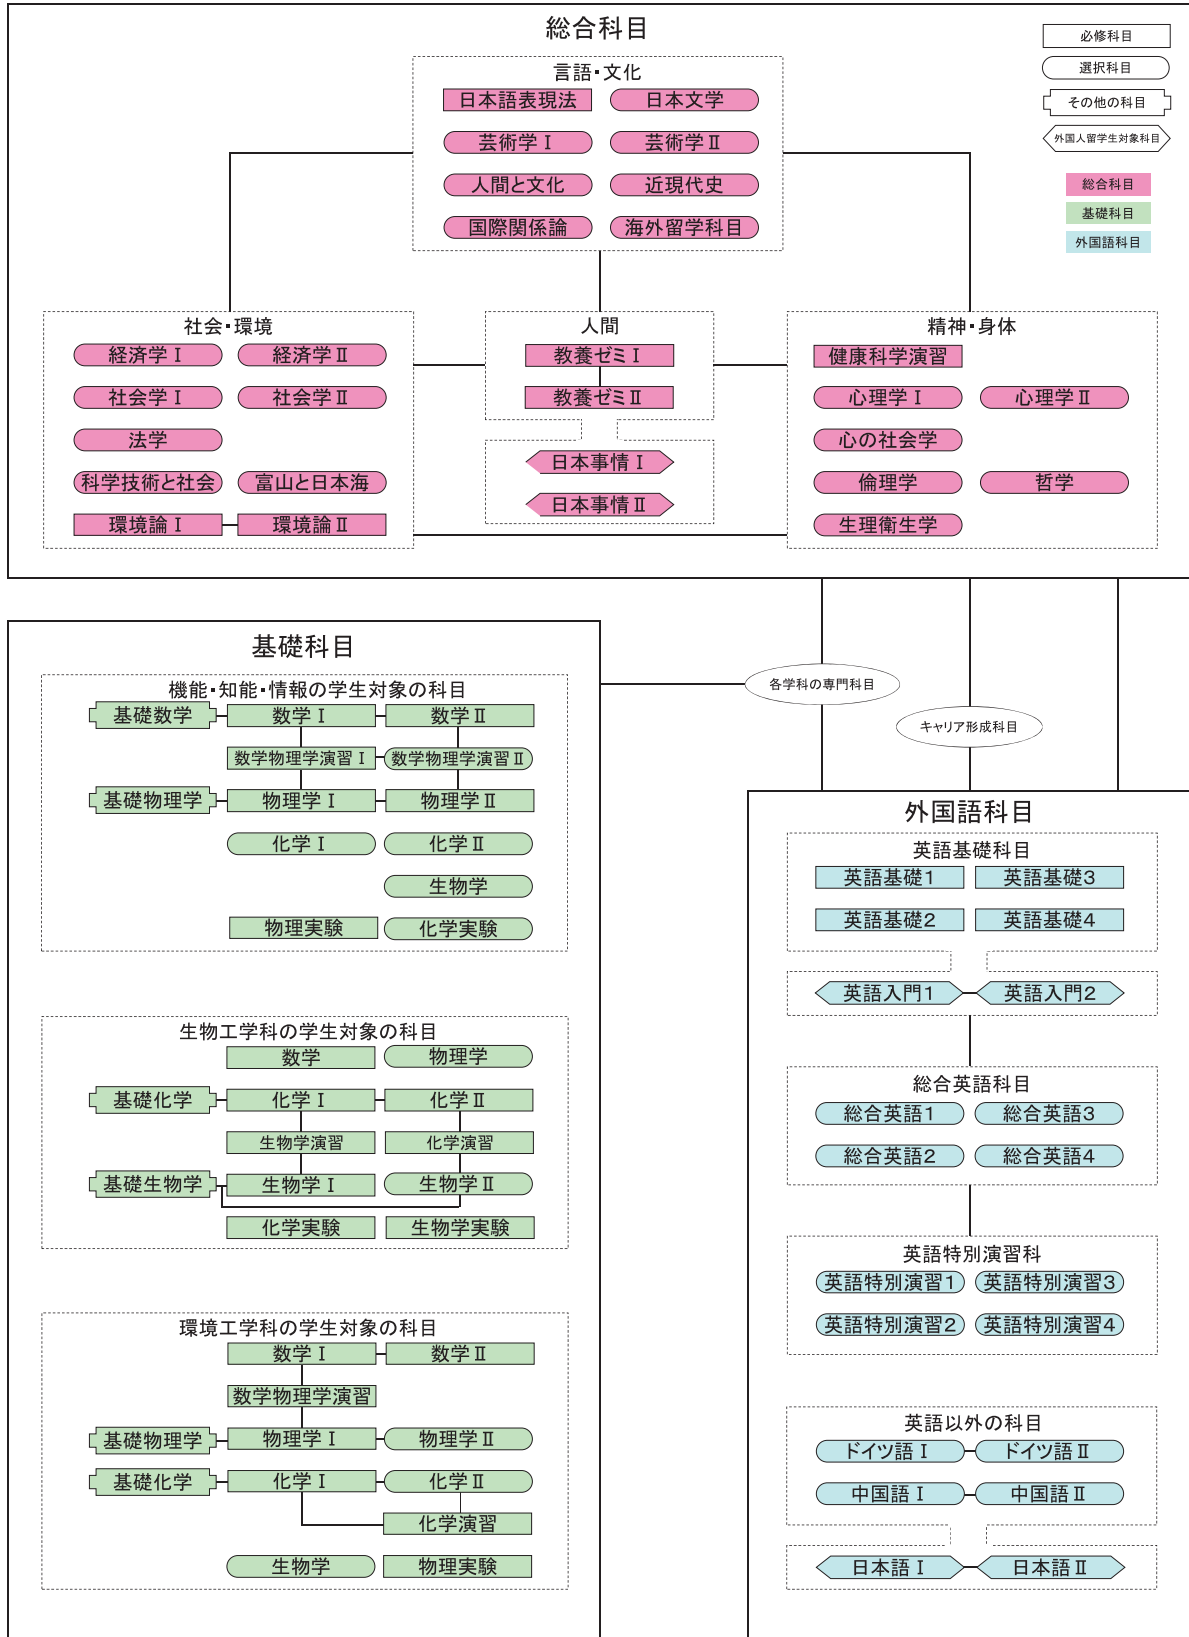 総合科目
必修科目
選択科目
その他の科目
外国人留学生対象科目
総合科目
基礎科目
外国語科目
言語・文化
日本語表現法 日本文学
芸術学Ⅰ 芸術学Ⅱ
人間と文化 近現代史
国際関係論 海外留学科目
社会・環境
経済学Ⅰ 経済学Ⅱ
社会学Ⅰ 社会学Ⅱ
法学
科学技術と社会 富山と日本海
環境論Ⅰ 環境論Ⅱ
人間
教養ゼミⅠ
教養ゼミⅡ
日本事情Ⅰ
日本事情Ⅱ
精神・身体
健康科学演習
心理学Ⅰ 心理学Ⅱ
心の社会学
倫理学 哲学
生理衛生学
各学科の専門科目
キャリア形成科目
基礎科目
機能・知能・情報の学生対象の科目
基礎数学 数学Ⅰ 数学Ⅱ
数学物理学演習Ⅰ 数学物理学演習Ⅱ
基礎物理学 物理学Ⅰ 物理学Ⅱ
化学Ⅰ 化学Ⅱ
生物学
物理実験 化学実験
生物工学科の学生対象の科目
数学 物理学
基礎化学 化学Ⅰ 化学Ⅱ
生物学演習 化学演習
基礎生物学 生物学Ⅰ 生物学Ⅱ
化学実験 生物学実験
環境工学科の学生対象の科目
数学Ⅰ 数学Ⅱ
数学物理学演習
基礎物理学 物理学Ⅰ 物理学Ⅱ
基礎化学 化学Ⅰ 化学Ⅱ
化学演習
生物学 物理実験
外国語科目
英語基礎科目
英語基礎1 英語基礎3
英語基礎2 英語基礎4
英語入門1 英語入門2
総合英語科目
総合英語1 総合英語3
総合英語2 総合英語4
英語特別演習科
英語特別演習1 英語特別演習3
英語特別演習2 英語特別演習4
英語以外の科目
ドイツ語Ⅰ ドイツ語Ⅱ
中国語Ⅰ 中国語Ⅱ
日本語Ⅰ 日本語Ⅱ